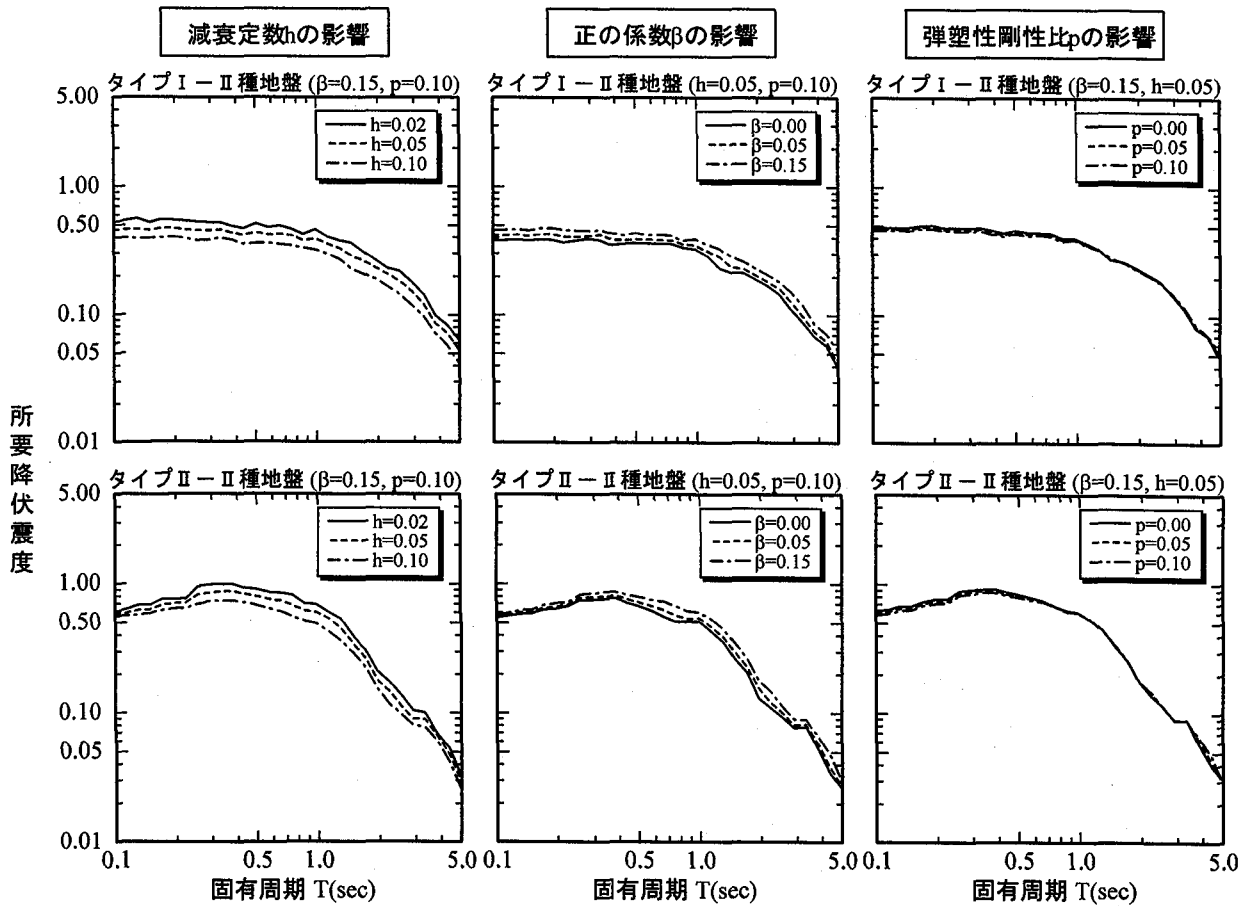 減衰定数hの影響
正の係数βの影響
弾塑性剛性比pの影響
タイプⅠ－Ⅱ種地盤 (β=0.15, p=0.10)
5.00
1.00
0.50
0.10
0.05
0.01
h=0.02
h=0.05
h=0.10
タイプⅠ－Ⅱ種地盤 (h=0.05, p=0.10)
β=0.00
β=0.05
β=0.15
タイプⅠ－Ⅱ種地盤 (β=0.15, h=0.05)
p=0.00
p=0.05
p=0.10
所要降伏震度
タイプⅡ－Ⅱ種地盤 (β=0.15, p=0.10)
5.00
1.00
0.50
0.10
0.05
0.01
h=0.02
h=0.05
h=0.10
0.1 0.5 1.0 5.0
固有周期 T(sec)
タイプⅡ－Ⅱ種地盤 (h=0.05, p=0.10)
β=0.00
β=0.05
β=0.15
0.1 0.5 1.0 5.0
固有周期 T(sec)
タイプⅡ－Ⅱ種地盤 (β=0.15, h=0.05)
p=0.00
p=0.05
p=0.10
0.1 0.5 1.0 5.0
固有周期 T(sec)